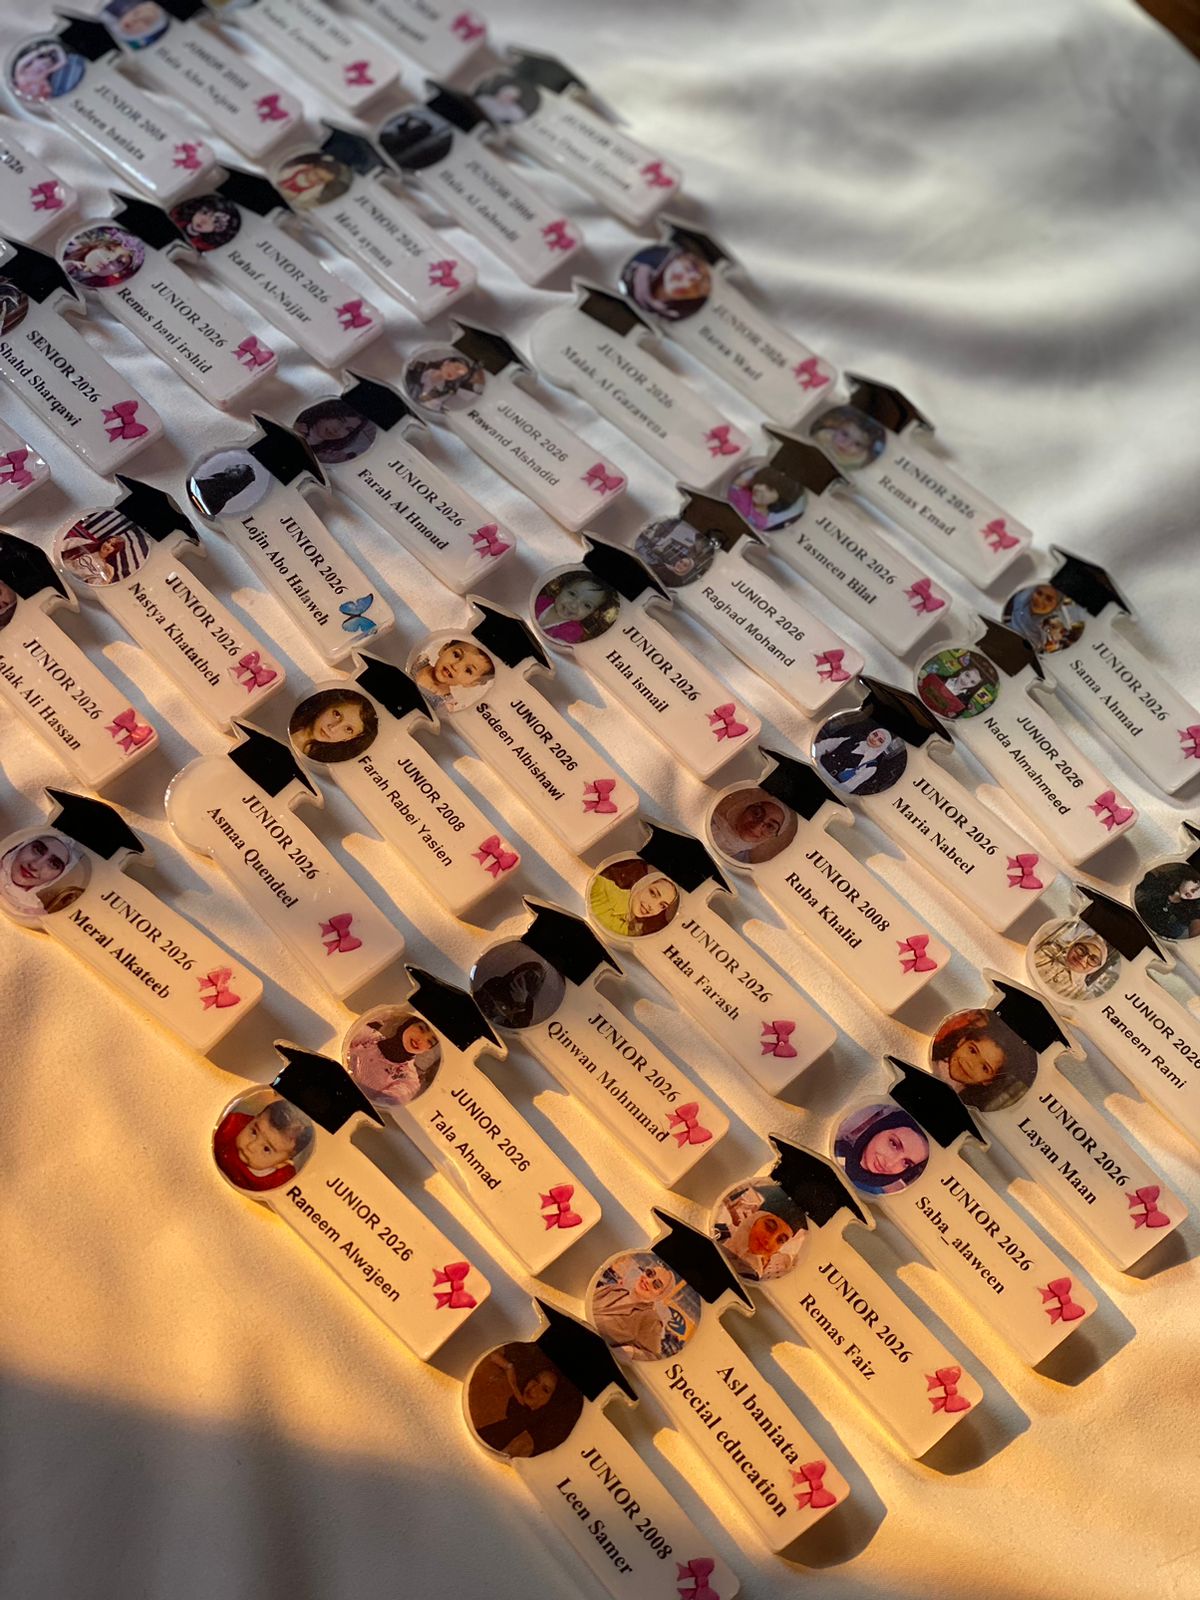 JUNIOR 2008
Sadeen baniata
JUNIOR 2026
Hala ayman
JUNIOR 2026
Rahaf Al-Najjar
JUNIOR 2026
Remas bani irshid
SENIOR 2026
Shahd Sharqawi
JUNIOR 2026
JUNIOR 2026
Malak Al Gazawena
JUNIOR 2026
Rawand Alshadid
JUNIOR 2026
Farah Al Hmoud
JUNIOR 2026
Lojin Abo Halaweh
JUNIOR 2026
Nastya Khatatbeh
JUNIOR 2026
Malak Ali Hassan
JUNIOR 2026
Remas Emad
JUNIOR 2026
Yasmeen Bilal
JUNIOR 2026
Raghad Mohamd
JUNIOR 2026
Hala ismail
JUNIOR 2026
Sadeen Albishawi
JUNIOR 2008
Farah Rabel Yasien
JUNIOR 2026
Asmaa Quendeel
JUNIOR 2026
Meral Alkateeb
JUNIOR 2026
Sama Ahmad
JUNIOR 2026
Nada Almahmeed
JUNIOR 2026
Maria Nabeel
JUNIOR 2008
Ruba Khalid
JUNIOR 2026
Hala Farash
JUNIOR 2026
Qinwan Mohmmad
JUNIOR 2026
Tala Ahmad
JUNIOR 2026
Raneem Alwajeen
JUNIOR 2026
Raneem Rami
JUNIOR 2026
Layan Maan
JUNIOR 2026
Saba_alaween
JUNIOR 2026
Remas Faiz
Asl baniata
Special education
JUNIOR 2008
Leen Samer